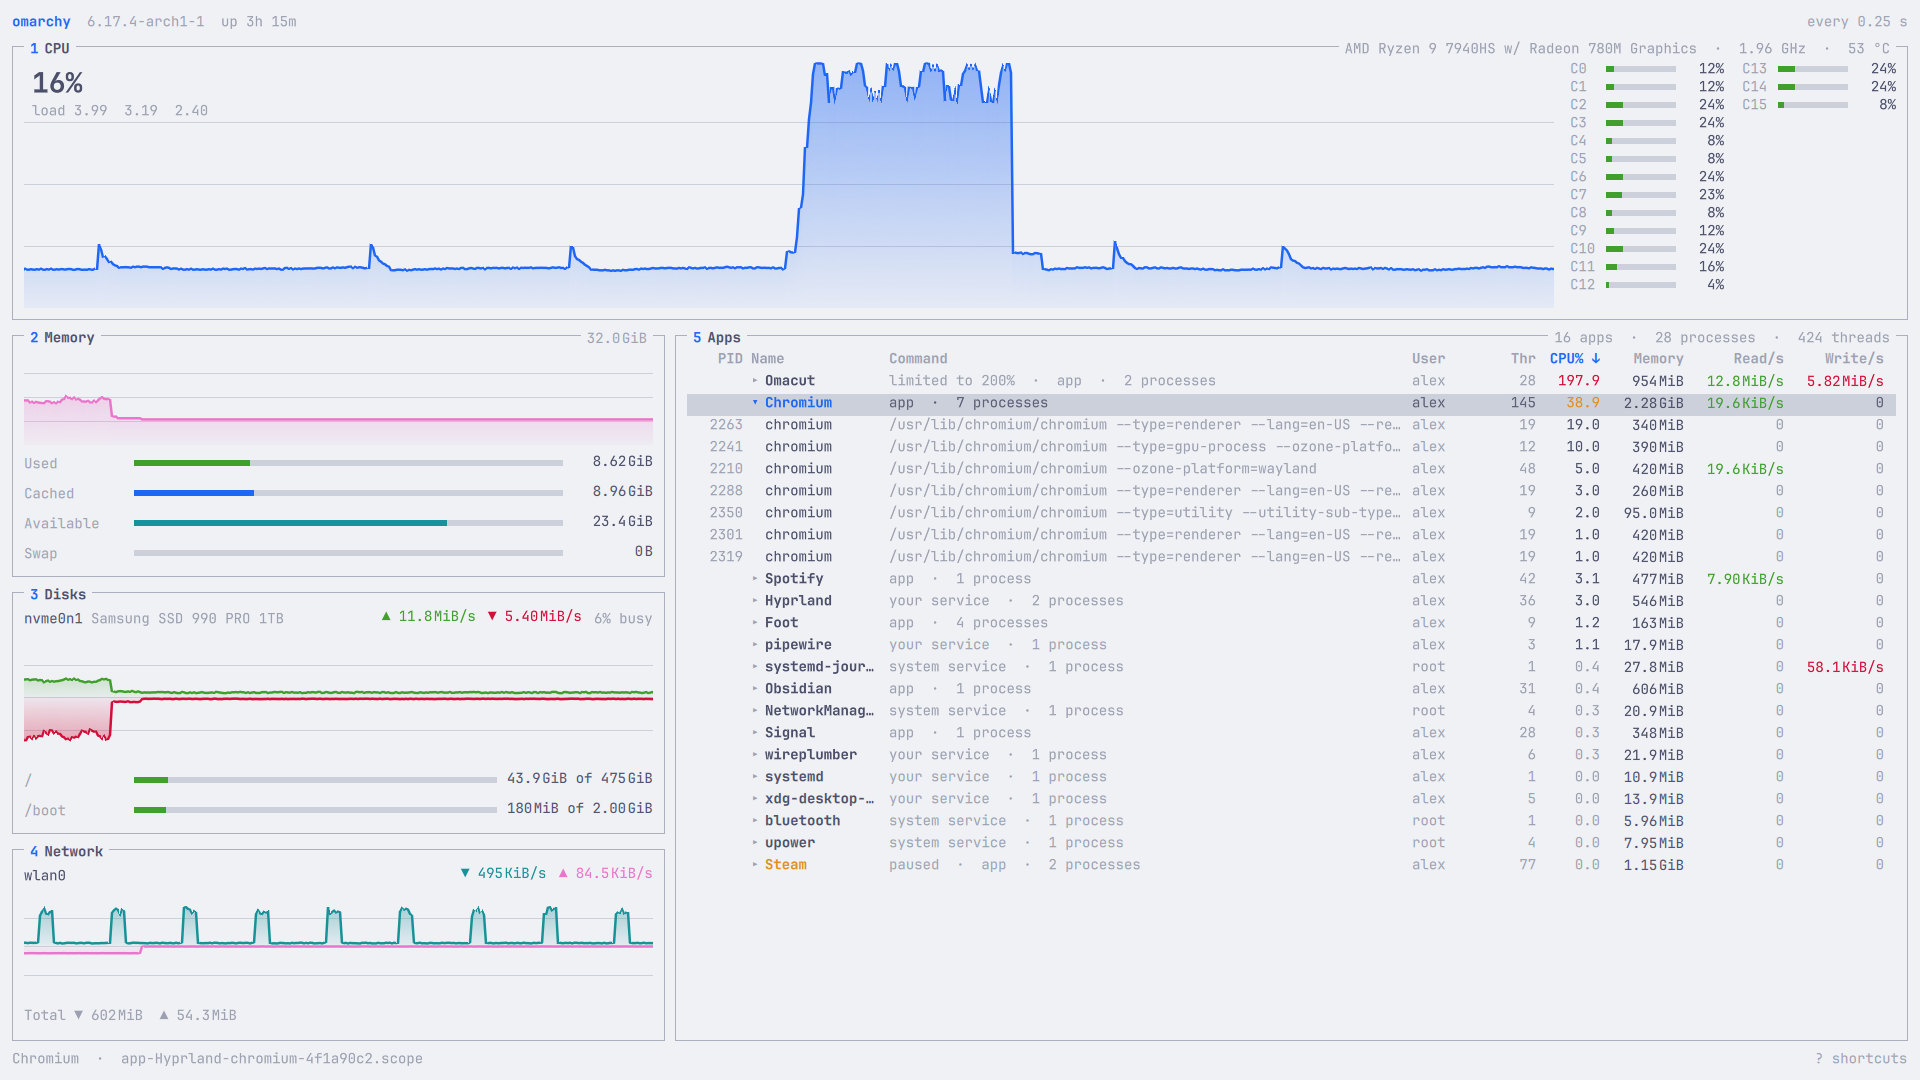 omarchy 6.17.4-arch1-1 up 3h 15m every 0.25 s
1 CPU AMD Ryzen 9 7940HS w/ Radeon 780M Graphics · 1.96 GHz · 53 °C
16%
load 3.99 3.19 2.40
C0 12% C13 24%
C1 12% C14 24%
C2 24% C15 8%
C3 24%
C4 8%
C5 8%
C6 24%
C7 23%
C8 8%
C9 12%
C10 24%
C11 16%
C12 4%
2 Memory 32.0GiB
Used 8.62GiB
Cached 8.96GiB
Available 23.4GiB
Swap 0B
3 Disks
nvme0n1 Samsung SSD 990 PRO 1TB ▲ 11.8MiB/s ▼ 5.40MiB/s 6% busy
/ 43.9GiB of 475GiB
/boot 180MiB of 2.00GiB
4 Network
wlan0 ▼ 495KiB/s ▲ 84.5KiB/s
Total ▼ 602MiB ▲ 54.3MiB
5 Apps 16 apps · 28 processes · 424 threads
PID Name Command User Thr CPU% ↓ Memory Read/s Write/s
▸ Omacut limited to 200% · app · 2 processes alex 28 197.9 954MiB 12.8MiB/s 5.82MiB/s
▾ Chromium app · 7 processes alex 145 38.9 2.28GiB 19.6KiB/s 0
2263 chromium /usr/lib/chromium/chromium --type=renderer --lang=en-US --re… alex 19 19.0 340MiB 0 0
2241 chromium /usr/lib/chromium/chromium --type=gpu-process --ozone-platfo… alex 12 10.0 390MiB 0 0
2210 chromium /usr/lib/chromium/chromium --ozone-platform=wayland alex 48 5.0 420MiB 19.6KiB/s 0
2288 chromium /usr/lib/chromium/chromium --type=renderer --lang=en-US --re… alex 19 3.0 260MiB 0 0
2350 chromium /usr/lib/chromium/chromium --type=utility --utility-sub-type… alex 9 2.0 95.0MiB 0 0
2301 chromium /usr/lib/chromium/chromium --type=renderer --lang=en-US --re… alex 19 1.0 420MiB 0 0
2319 chromium /usr/lib/chromium/chromium --type=renderer --lang=en-US --re… alex 19 1.0 420MiB 0 0
▸ Spotify app · 1 process alex 42 3.1 477MiB 7.90KiB/s 0
▸ Hyprland your service · 2 processes alex 36 3.0 546MiB 0 0
▸ Foot app · 4 processes alex 9 1.2 163MiB 0 0
▸ pipewire your service · 1 process alex 3 1.1 17.9MiB 0 0
▸ systemd-jour… system service · 1 process root 1 0.4 27.8MiB 0 58.1KiB/s
▸ Obsidian app · 1 process alex 31 0.4 606MiB 0 0
▸ NetworkManag… system service · 1 process root 4 0.3 20.9MiB 0 0
▸ Signal app · 1 process alex 28 0.3 348MiB 0 0
▸ wireplumber your service · 1 process alex 6 0.3 21.9MiB 0 0
▸ systemd your service · 1 process alex 1 0.0 10.9MiB 0 0
▸ xdg-desktop-… your service · 1 process alex 5 0.0 13.9MiB 0 0
▸ bluetooth system service · 1 process root 1 0.0 5.96MiB 0 0
▸ upower system service · 1 process root 4 0.0 7.95MiB 0 0
▸ Steam paused · app · 2 processes alex 77 0.0 1.15GiB 0 0
Chromium · app-Hyprland-chromium-4f1a90c2.scope ? shortcuts